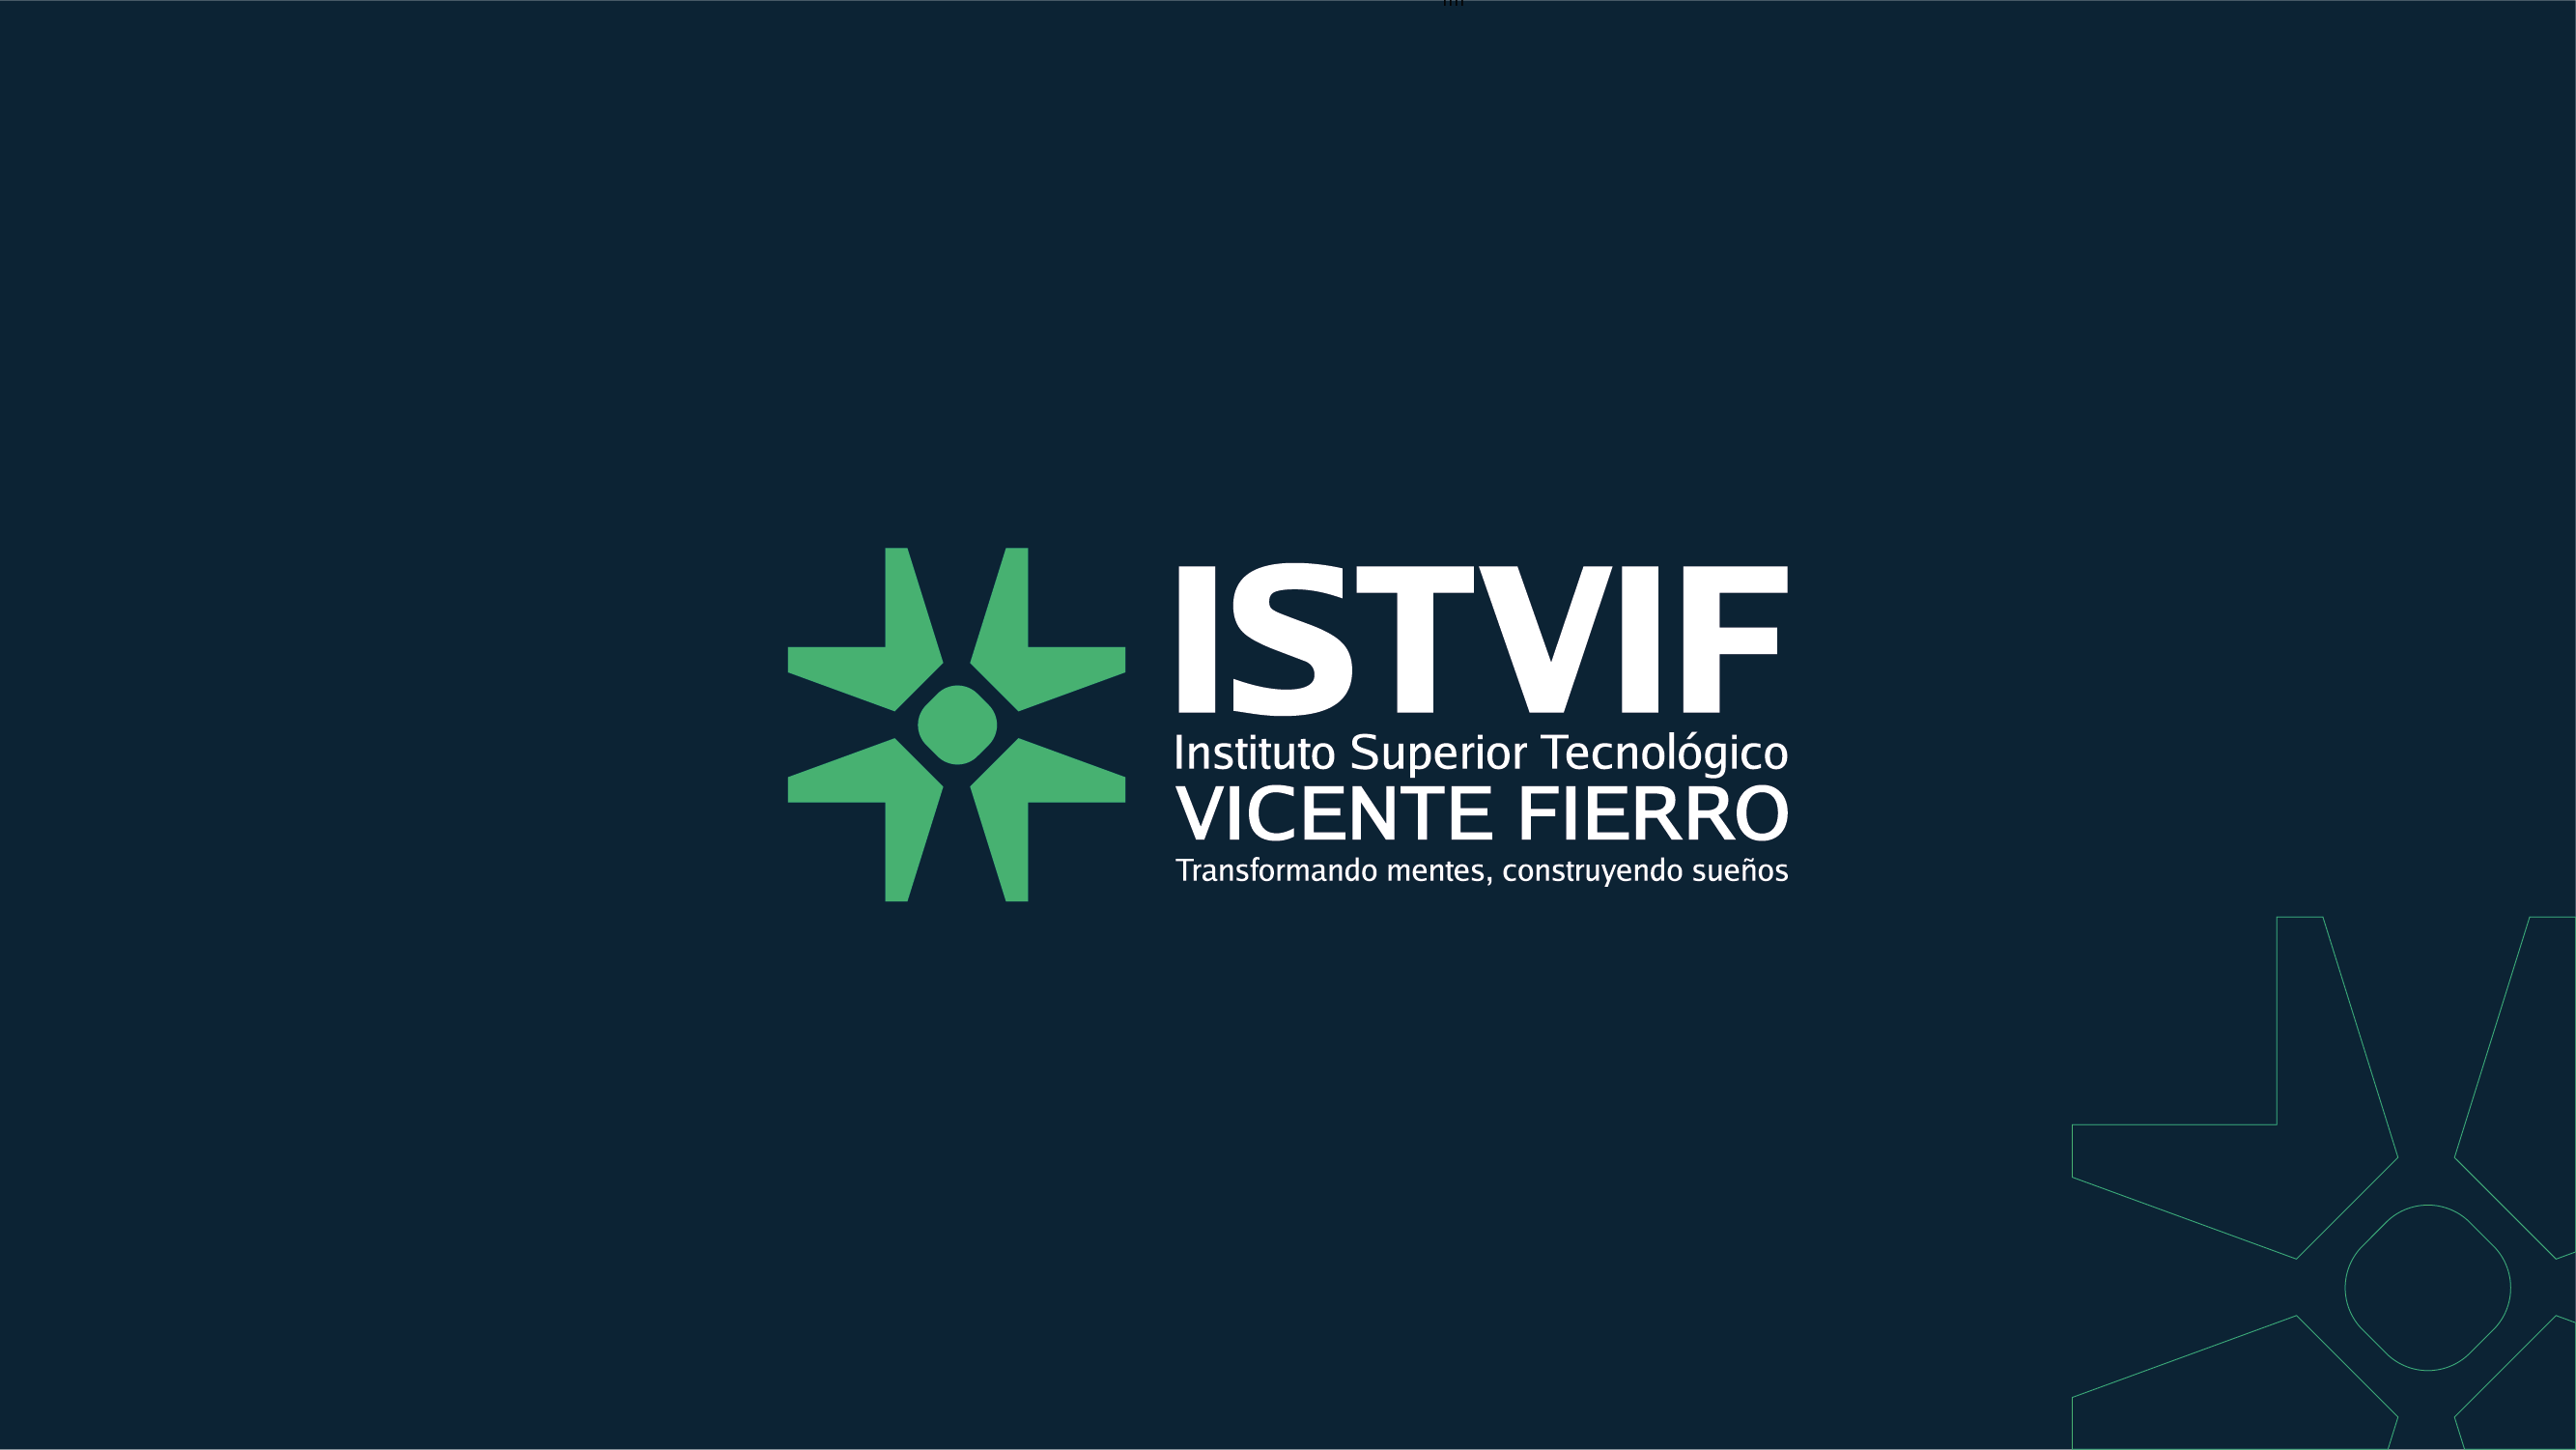 ISTVIF
Instituto Superior Tecnológico
VICENTE FIERRO
Transformando mentes, construyendo sueños